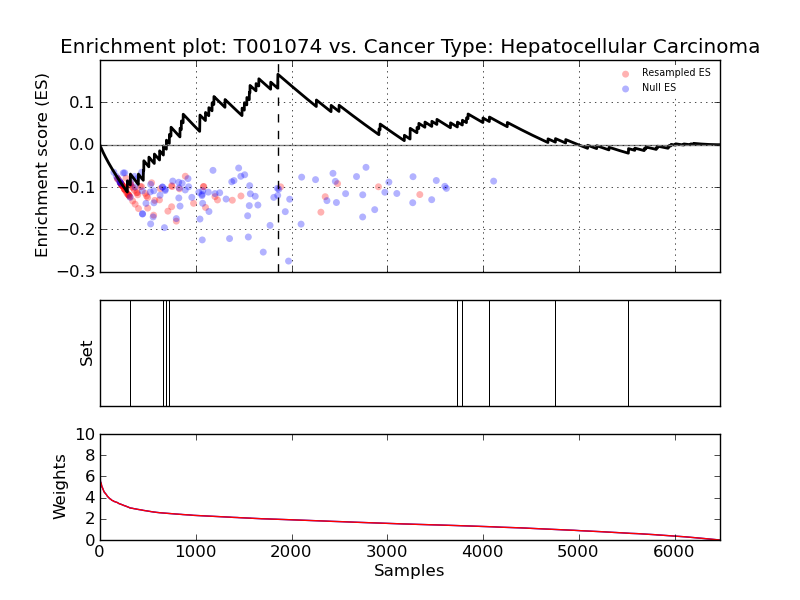 Enrichment plot: T001074 vs. Cancer Type: Hepatocellular Carcinoma
Enrichment score (ES)
0.1
0.0
−0.1
−0.2
−0.3
Resampled ES
Null ES
Set
Weights
10
8
6
4
2
0
0 1000 2000 3000 4000 5000 6000
Samples